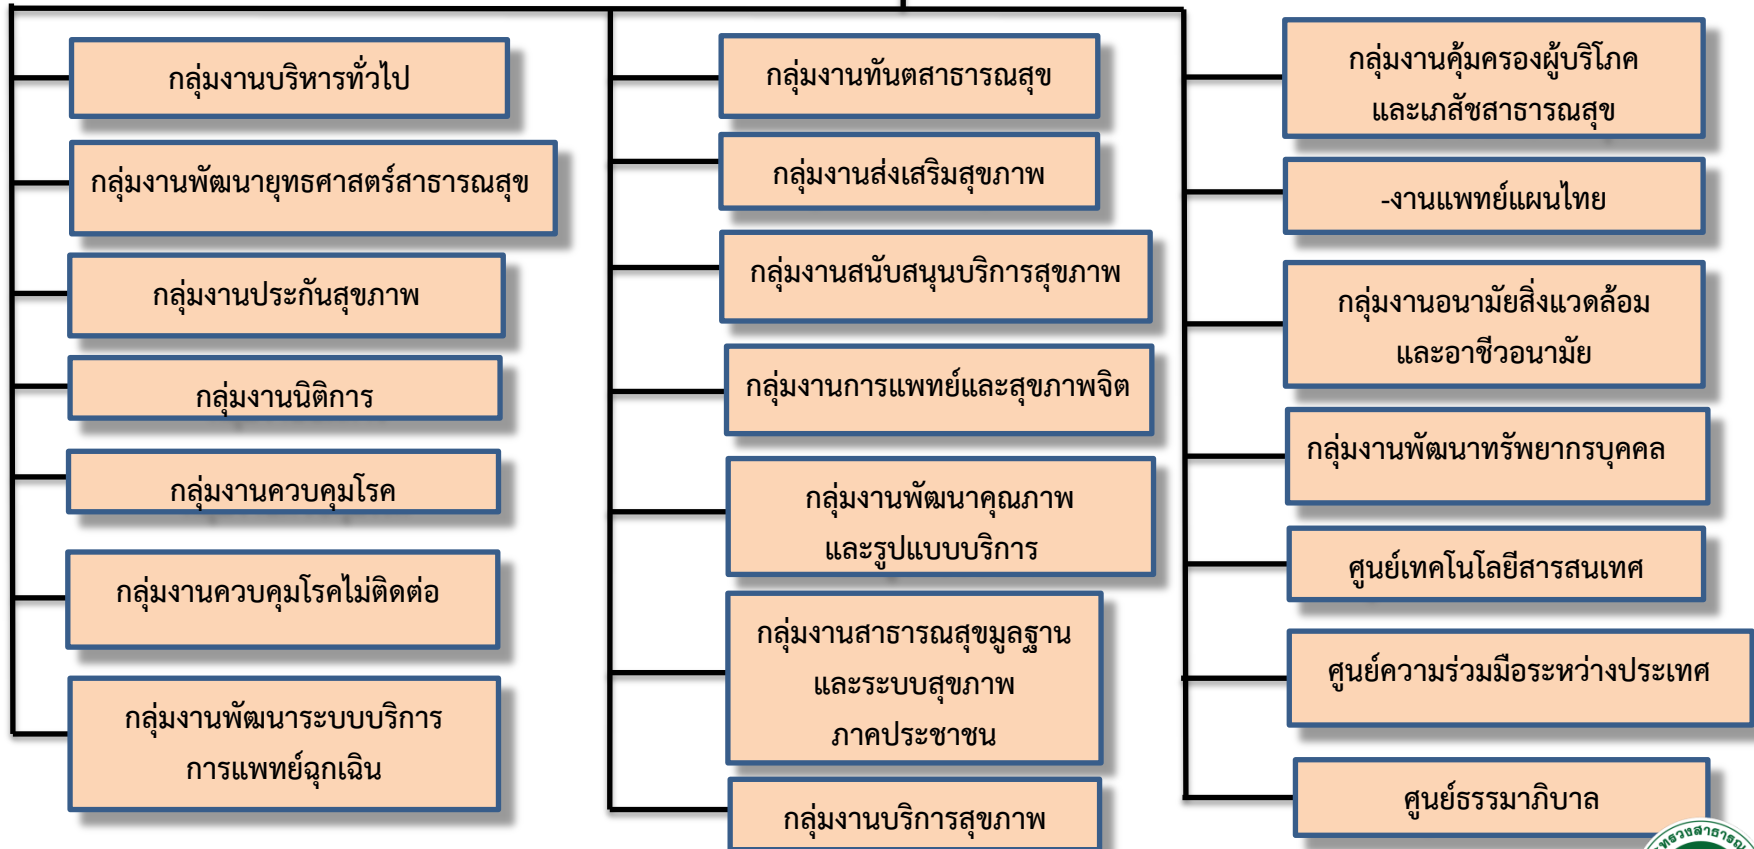 กลุ่มงานบริหารทั่วไป
กลุ่มงานพัฒนายุทธศาสตร์สาธารณสุข
กลุ่มงานประกันสุขภาพ
กลุ่มงานนิติการ
กลุ่มงานควบคุมโรค
กลุ่มงานควบคุมโรคไม่ติดต่อ
กลุ่มงานพัฒนาระบบบริการ
การแพทย์ฉุกเฉิน
กลุ่มงานทันตสาธารณสุข
กลุ่มงานส่งเสริมสุขภาพ
กลุ่มงานสนับสนุนบริการสุขภาพ
กลุ่มงานการแพทย์และสุขภาพจิต
กลุ่มงานพัฒนาคุณภาพ
และรูปแบบบริการ
กลุ่มงานสาธารณสุขมูลฐาน
และระบบสุขภาพ
ภาคประชาชน
กลุ่มงานบริการสุขภาพ
กลุ่มงานคุ้มครองผู้บริโภค
และเภสัชสาธารณสุข
-งานแพทย์แผนไทย
กลุ่มงานอนามัยสิ่งแวดล้อม
และอาชีวอนามัย
กลุ่มงานพัฒนาทรัพยากรบุคคล
ศูนย์เทคโนโลยีสารสนเทศ
ศูนย์ความร่วมมือระหว่างประเทศ
ศูนย์ธรรมาภิบาล